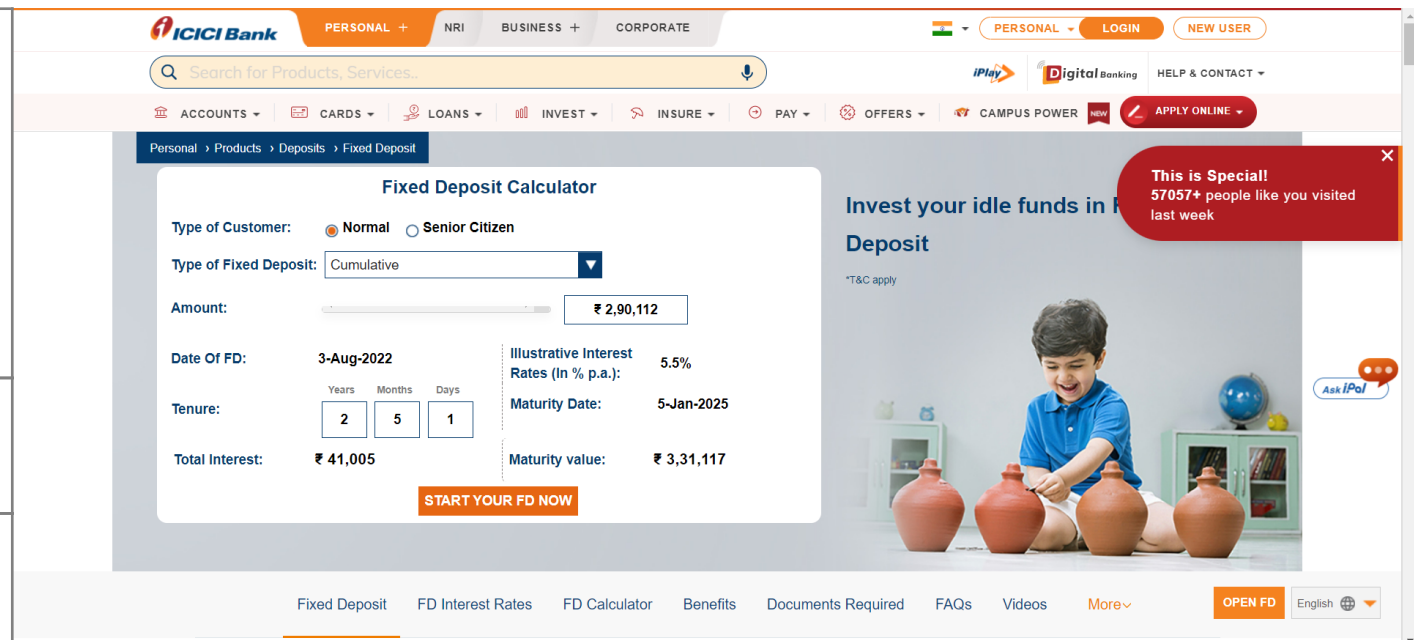 ICICI Bank
PERSONAL + NRI BUSINESS + CORPORATE
PERSONAL LOGIN NEW USER
Search for Products, Services..
iPlay Digital Banking HELP & CONTACT
ACCOUNTS CARDS LOANS INVEST INSURE PAY OFFERS CAMPUS POWER NEW APPLY ONLINE
Personal › Products › Deposits › Fixed Deposit
This is Special!
57057+ people like you visited
last week
Fixed Deposit Calculator
Type of Customer: Normal Senior Citizen
Type of Fixed Deposit: Cumulative
Amount: ₹ 2,90,112
Date Of FD: 3-Aug-2022
Illustrative Interest
Rates (In % p.a.): 5.5%
Years Months Days
Tenure: 2 5 1
Maturity Date: 5-Jan-2025
Total Interest: ₹ 41,005
Maturity value: ₹ 3,31,117
START YOUR FD NOW
Invest your idle funds in
Deposit
*T&C apply
Ask iPal
Fixed Deposit FD Interest Rates FD Calculator Benefits Documents Required FAQs Videos More
OPEN FD English